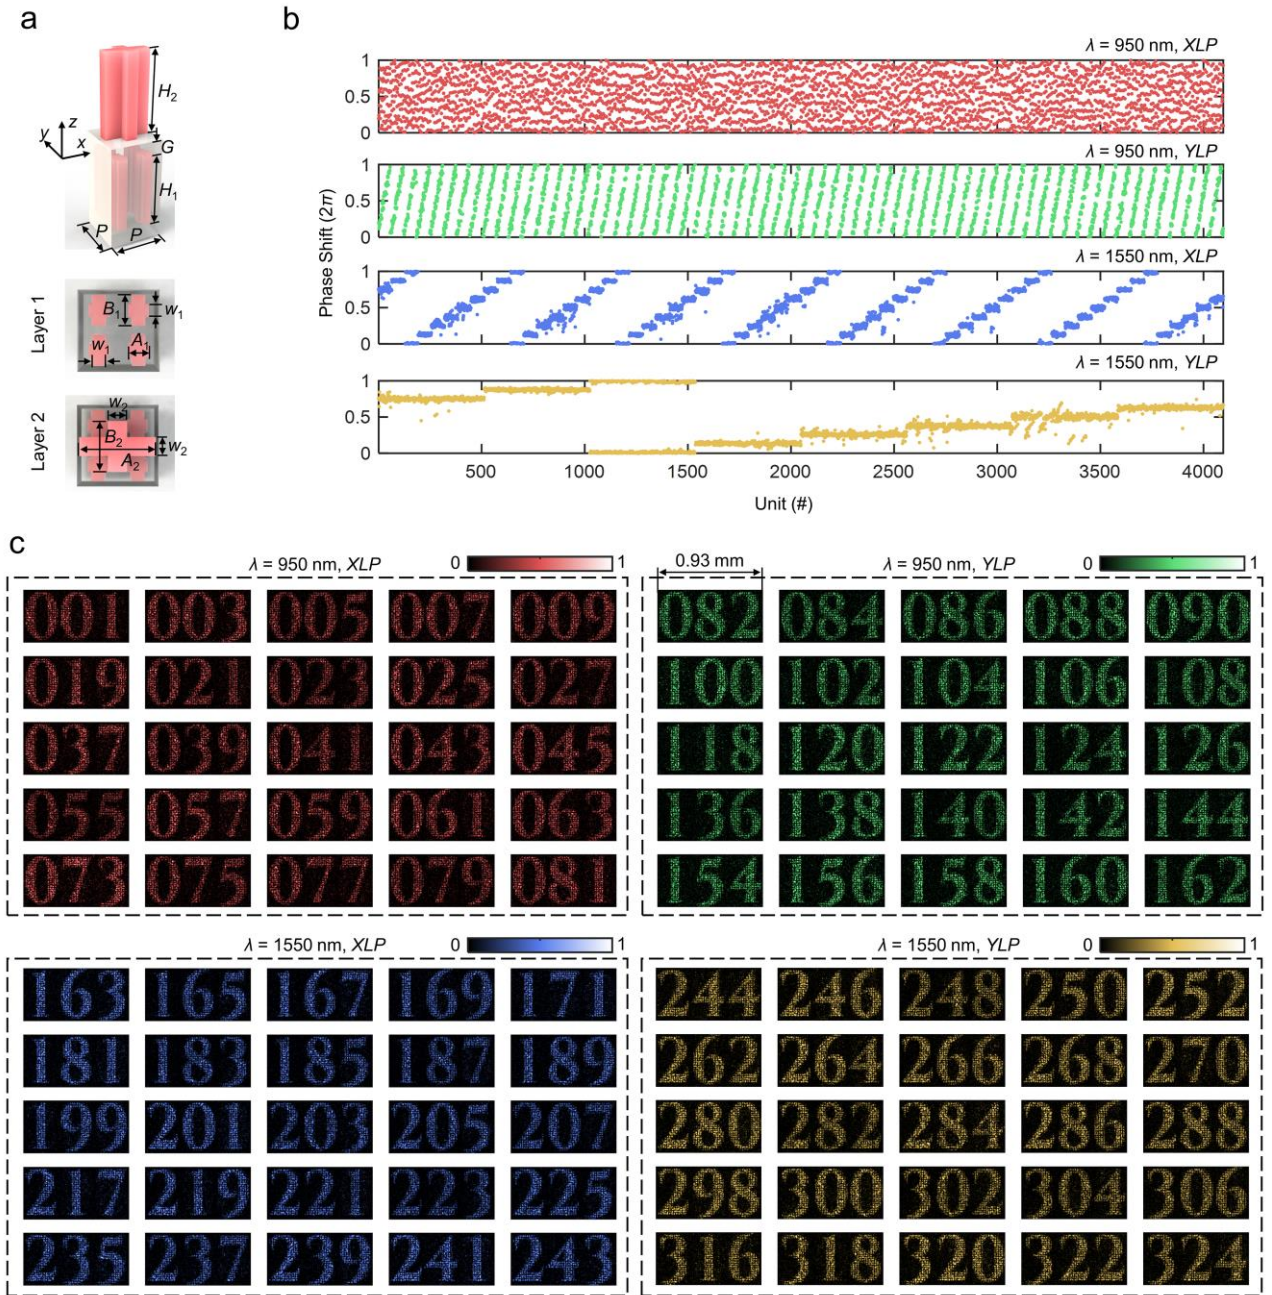 a
H2
y
z
x
G
H1
P
P
Layer 1
B1
w1
w1
A1
Layer 2
w2
B2
A2
w2
b
λ = 950 nm, XLP
1
0.5
0
λ = 950 nm, YLP
1
0.5
0
λ = 1550 nm, XLP
1
0.5
0
λ = 1550 nm, YLP
1
0.5
0
Phase Shift (2π)
500 1000 1500 2000 2500 3000 3500 4000
Unit (#)
c
λ = 950 nm, XLP 0 1
001 003 005 007 009
019 021 023 025 027
037 039 041 043 045
055 057 059 061 063
073 075 077 079 081
0.93 mm λ = 950 nm, YLP 0 1
082 084 086 088 090
100 102 104 106 108
118 120 122 124 126
136 138 140 142 144
154 156 158 160 162
λ = 1550 nm, XLP 0 1
163 165 167 169 171
181 183 185 187 189
199 201 203 205 207
217 219 221 223 225
235 237 239 241 243
λ = 1550 nm, YLP 0 1
244 246 248 250 252
262 264 266 268 270
280 282 284 286 288
298 300 302 304 306
316 318 320 322 324